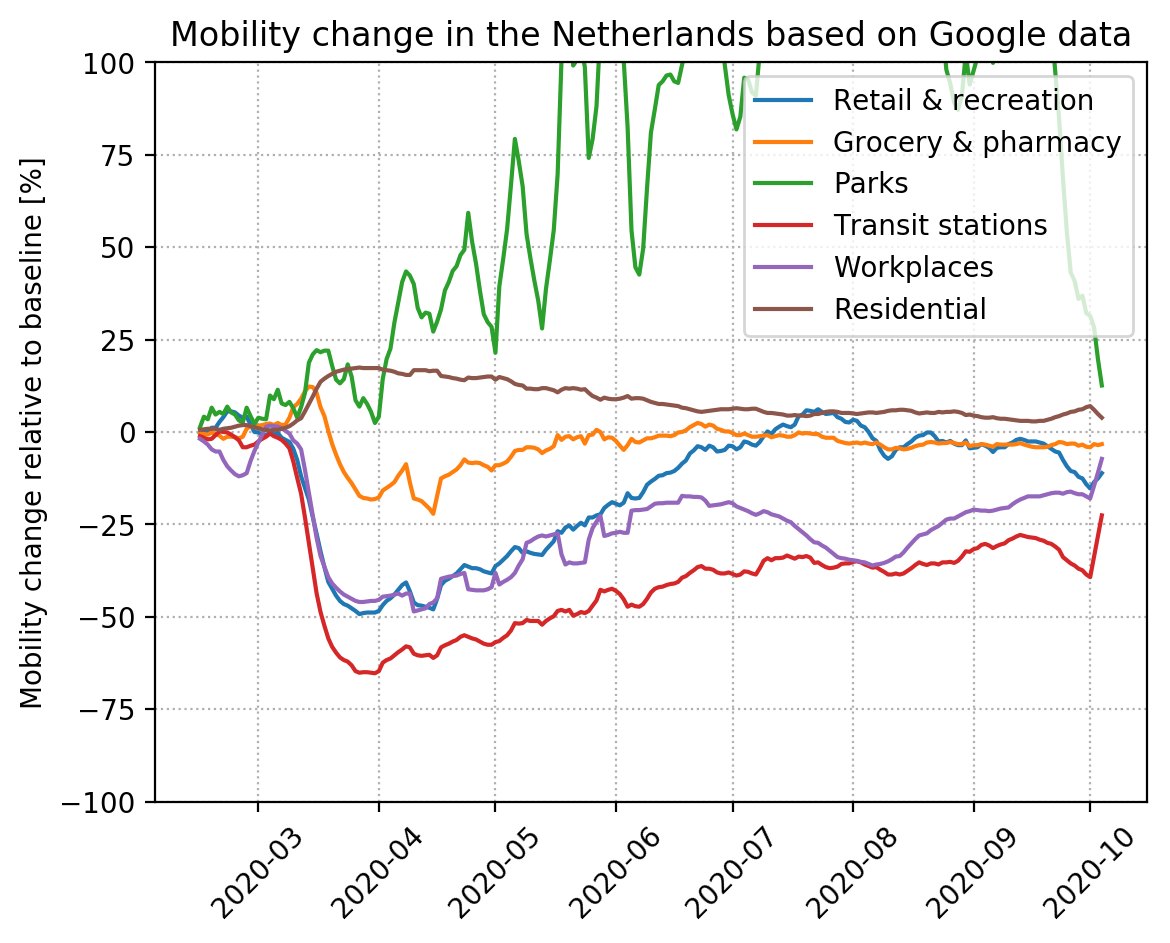 Mobility change in the Netherlands based on Google data
Mobility change relative to baseline [%]
100
75
50
25
0
−25
−50
−75
−100
Retail & recreation
Grocery & pharmacy
Parks
Transit stations
Workplaces
Residential
2020-03
2020-04
2020-05
2020-06
2020-07
2020-08
2020-09
2020-10